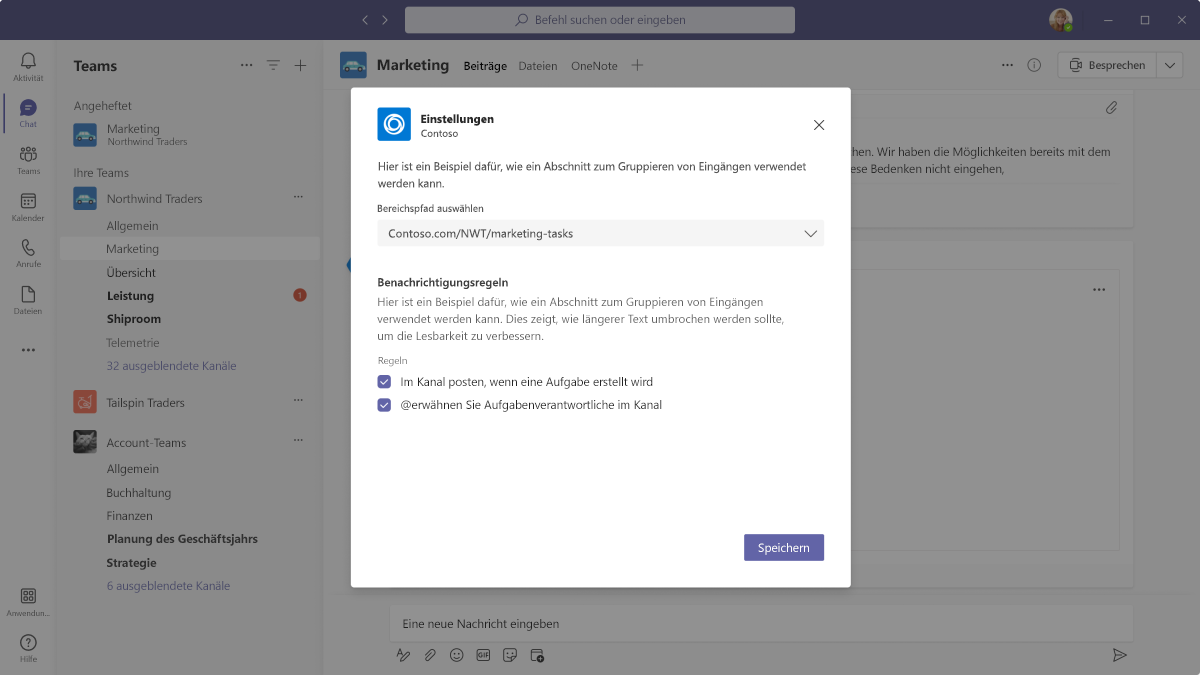 Befehl suchen oder eingeben
Aktivität
Chat
Teams
Kalender
Anrufe
Dateien
Anwendun...
Hilfe
Teams
Angeheftet
Marketing
Northwind Traders
Ihre Teams
Northwind Traders
Allgemein
Marketing
Übersicht
Leistung
1
Shiproom
Telemetrie
32 ausgeblendete Kanäle
Tailspin Traders
Account-Teams
Allgemein
Buchhaltung
Finanzen
Planung des Geschäftsjahrs
Strategie
6 ausgeblendete Kanäle
Marketing Beiträge Dateien OneNote
Besprechen
hen. Wir haben die Möglichkeiten bereits mit dem
ese Bedenken nicht eingehen,
Einstellungen
Contoso
Hier ist ein Beispiel dafür, wie ein Abschnitt zum Gruppieren von Eingängen verwendet
werden kann.
Bereichspfad auswählen
Contoso.com/NWT/marketing-tasks
Benachrichtigungsregeln
Hier ist ein Beispiel dafür, wie ein Abschnitt zum Gruppieren von Eingängen
verwendet werden kann. Dies zeigt, wie längerer Text umbrochen werden sollte,
um die Lesbarkeit zu verbessern.
Regeln
Im Kanal posten, wenn eine Aufgabe erstellt wird
@erwähnen Sie Aufgabenverantwortliche im Kanal
Speichern
Eine neue Nachricht eingeben
GIF